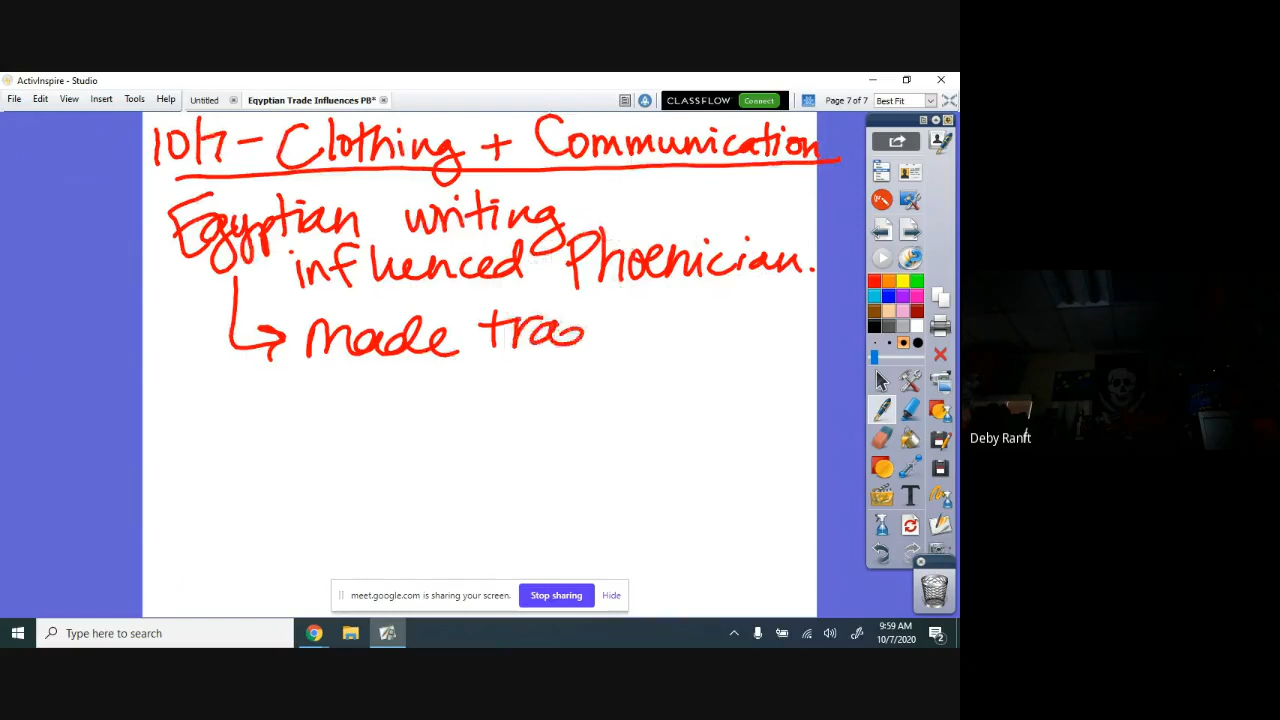 ActivInspire - Studio
File Edit View Insert Tools Help Untitled Egyptian Trade Influences PB* CLASSFLOW Connect Page 7 of 7 Best Fit
10/7 - Clothing + Communication
Egyptian writing
influenced Phoenician.
made tra
Deby Ranft
T
meet.google.com is sharing your screen. Stop sharing Hide
Type here to search
9:59 AM
10/7/2020
2